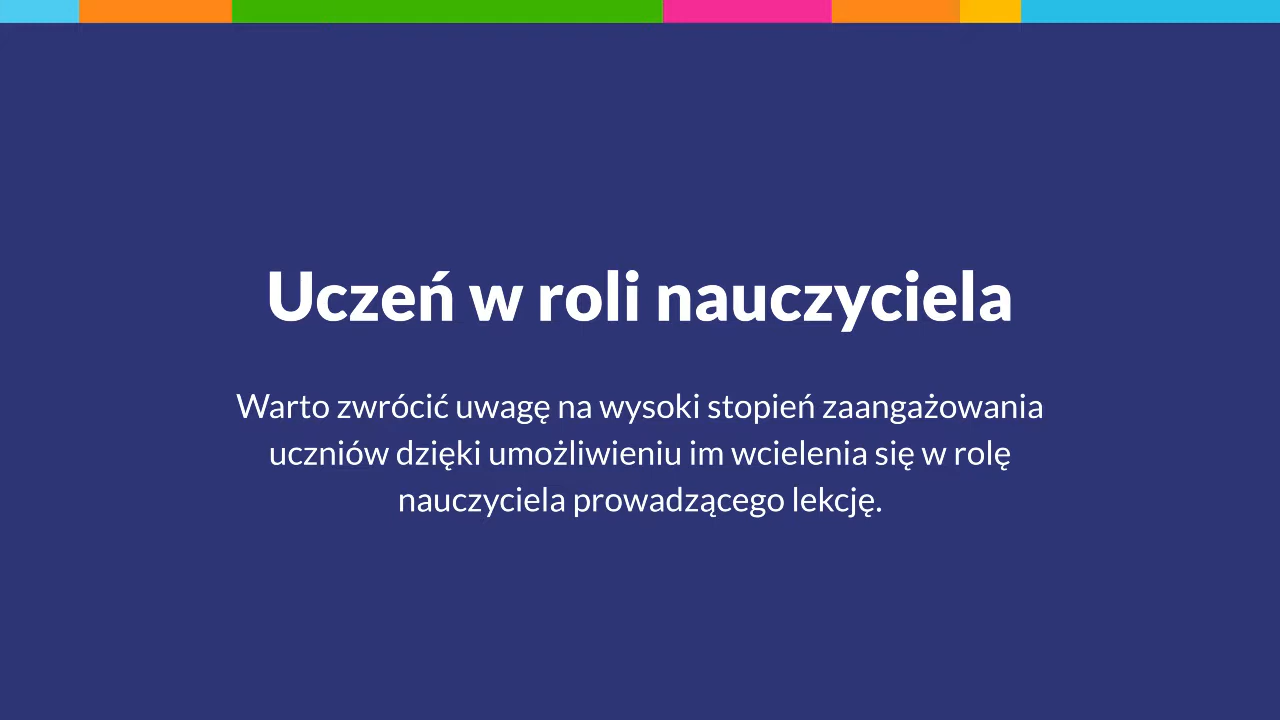 Uczeń w roli nauczyciela
Warto zwrócić uwagę na wysoki stopień zaangażowania
uczniów dzięki umożliwieniu im wcielenia się w rolę
nauczyciela prowadzącego lekcję.